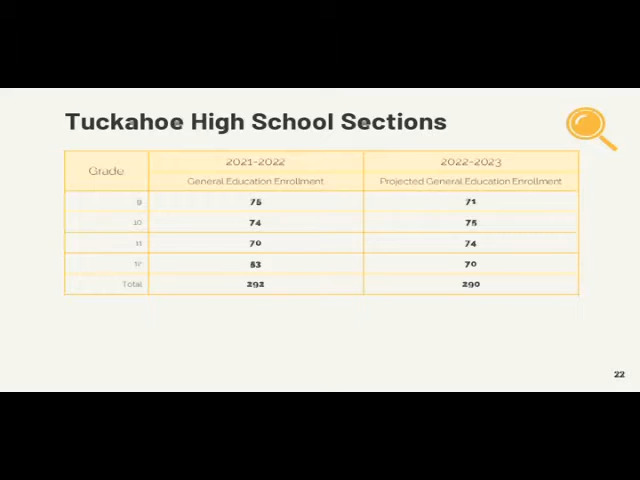 Tuckahoe High School Sections
Grade 2021-2022 2022-2023
General Education Enrollment Projected General Education Enrollment
9 75 71
10 74 75
11 70 74
12 70
Total 292 290
22